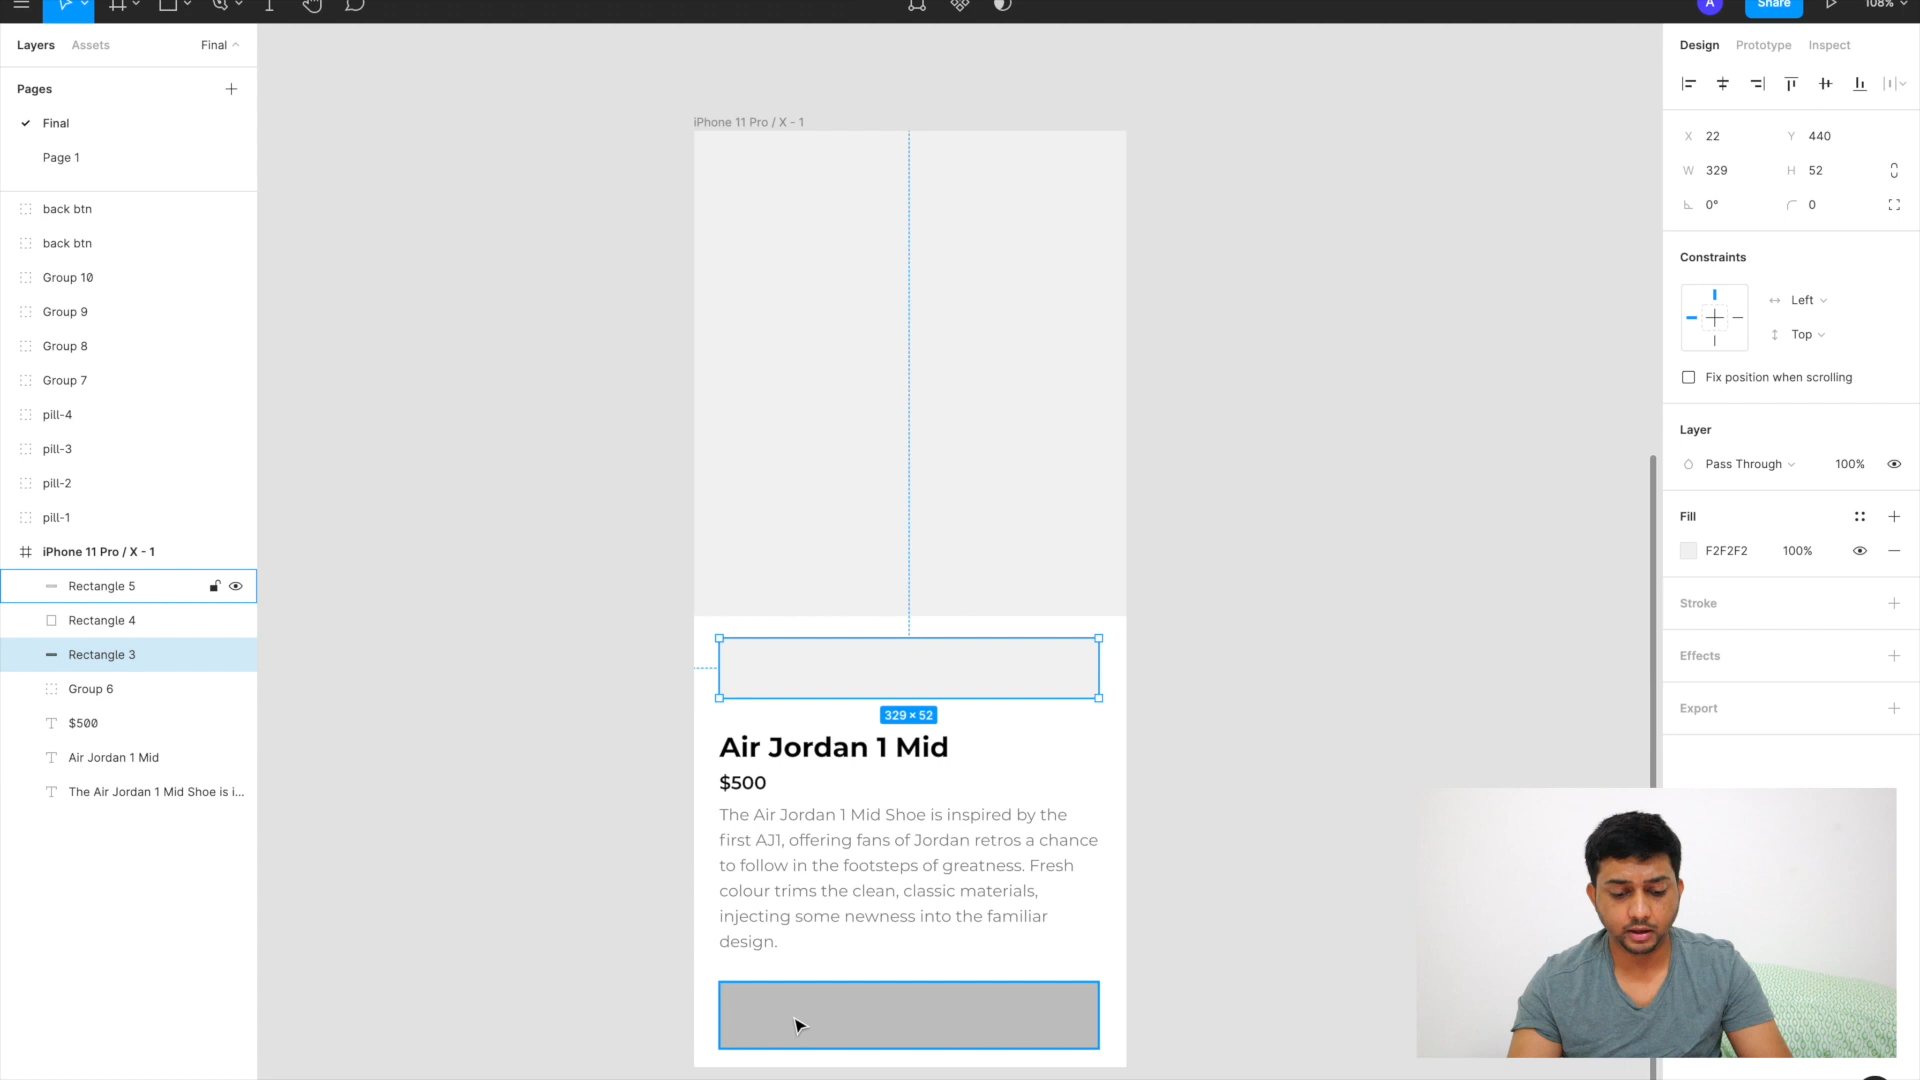 A
Share
108%
Layers
Assets
Final
Design
Prototype
Inspect
Pages
Final
Page 1
back btn
back btn
Group 10
Group 9
Group 8
Group 7
pill-4
pill-3
pill-2
pill-1
iPhone 11 Pro / X - 1
Rectangle 5
Rectangle 4
Rectangle 3
Group 6
$500
Air Jordan 1 Mid
The Air Jordan 1 Mid Shoe is i...
iPhone 11 Pro / X - 1
329 × 52
Air Jordan 1 Mid
$500
The Air Jordan 1 Mid Shoe is inspired by the
first AJ1, offering fans of Jordan retros a chance
to follow in the footsteps of greatness. Fresh
colour trims the clean, classic materials,
injecting some newness into the familiar
design.
X 22 Y 440
W 329 H 52
0° 0
Constraints
Left
Top
Fix position when scrolling
Layer
Pass Through 100%
Fill
F2F2F2 100%
Stroke
Effects
Export